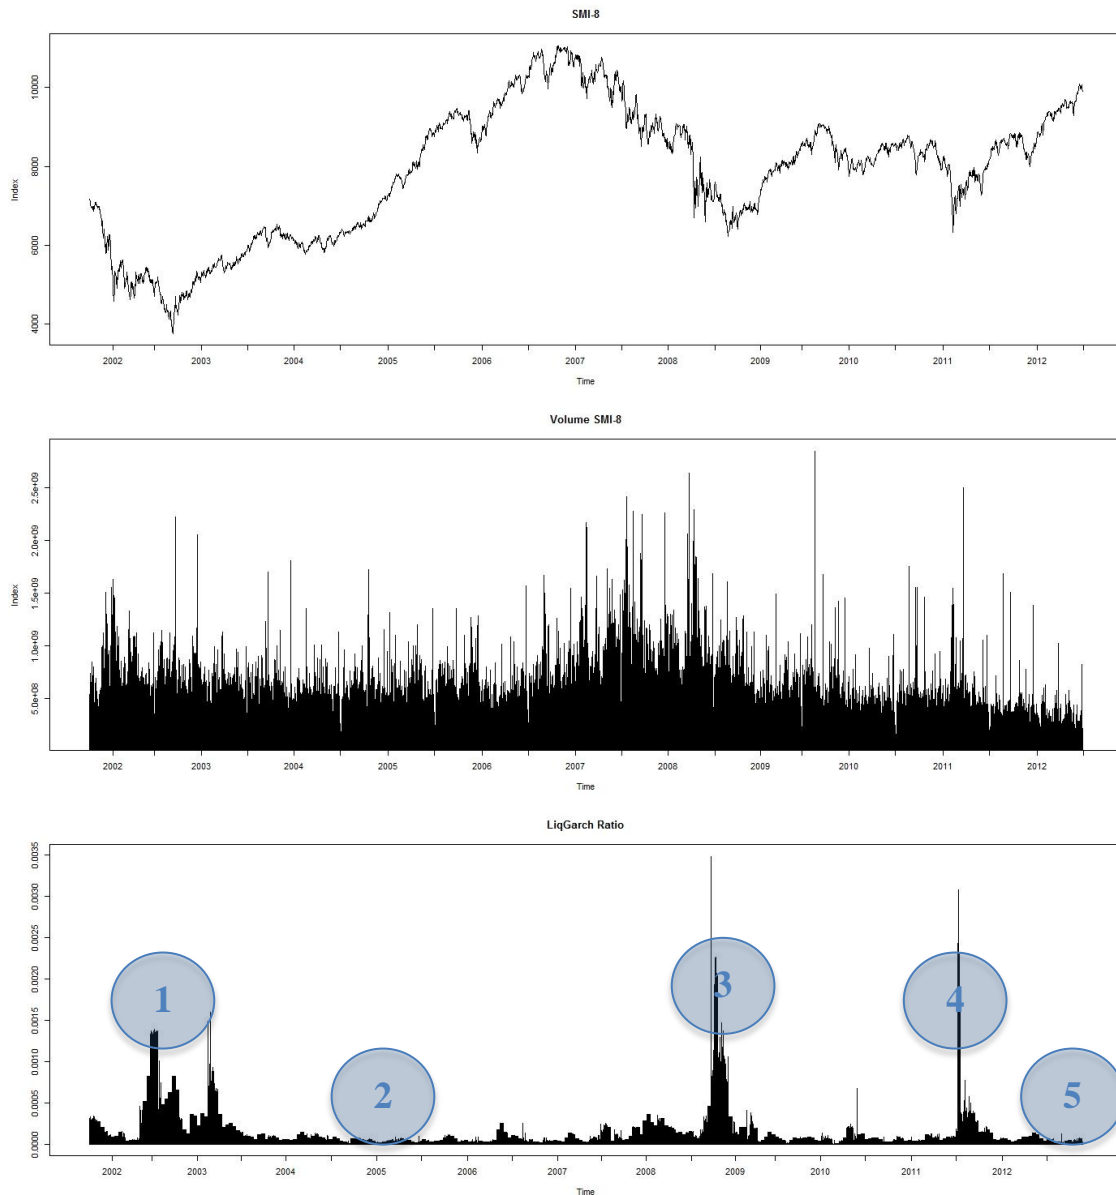 SMI-8
Index
10000
8000
6000
4000
2002 2003 2004 2005 2006 2007 2008 2009 2010 2011 2012
Time
Volume SMI-8
Index
2.5e+09
2.0e+09
1.5e+09
1.0e+09
5.0e+08
2002 2003 2004 2005 2006 2007 2008 2009 2010 2011 2012
Time
LiqGarch Ratio
0.0035
0.0030
0.0025
0.0020
0.0015
0.0010
0.0005
0.0000
1 2 3 4 5
2002 2003 2004 2005 2006 2007 2008 2009 2010 2011 2012
Time